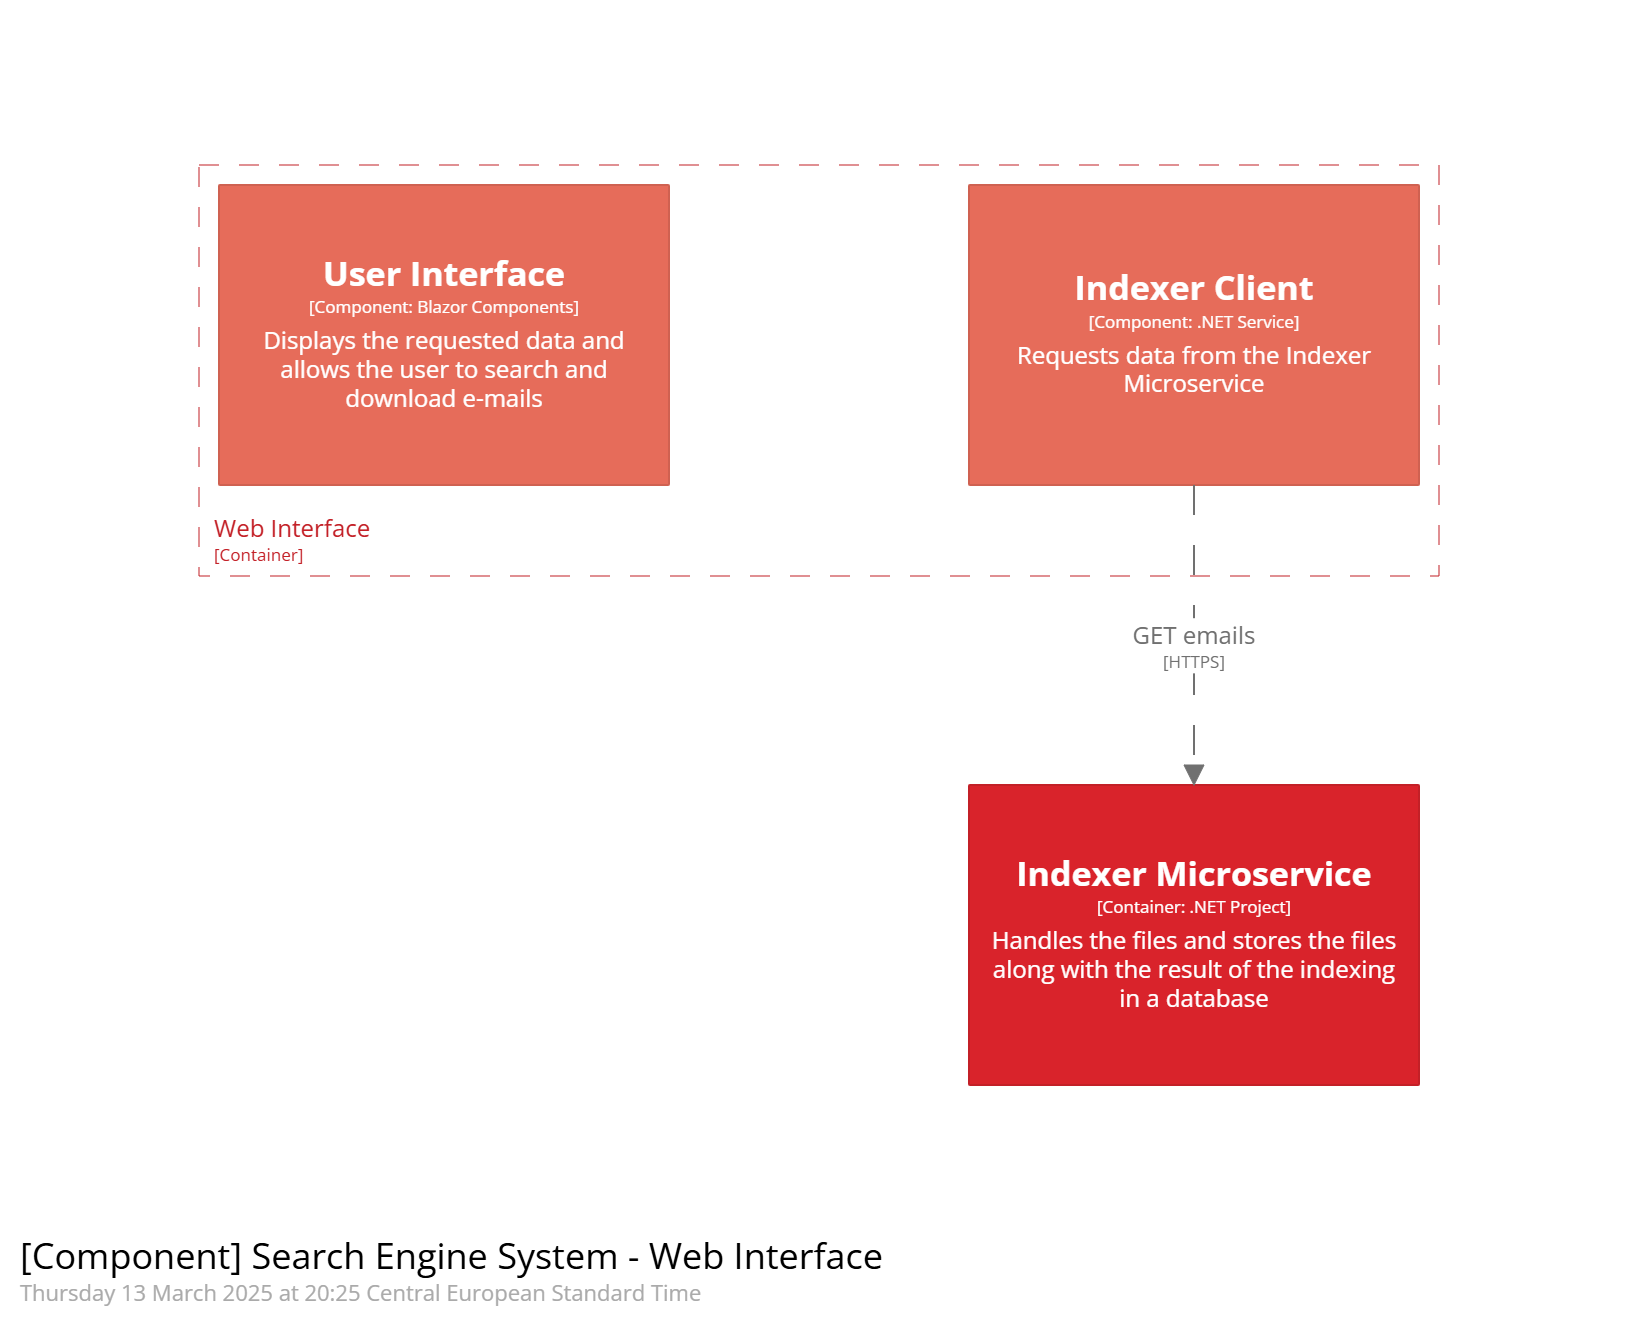 User Interface
[Component: Blazor Components]
Displays the requested data and
allows the user to search and
download e-mails
Indexer Client
[Component: .NET Service]
Requests data from the Indexer
Microservice
Web Interface
[Container]
GET emails
[HTTPS]
Indexer Microservice
[Container: .NET Project]
Handles the files and stores the files
along with the result of the indexing
in a database
[Component] Search Engine System - Web Interface
Thursday 13 March 2025 at 20:25 Central European Standard Time